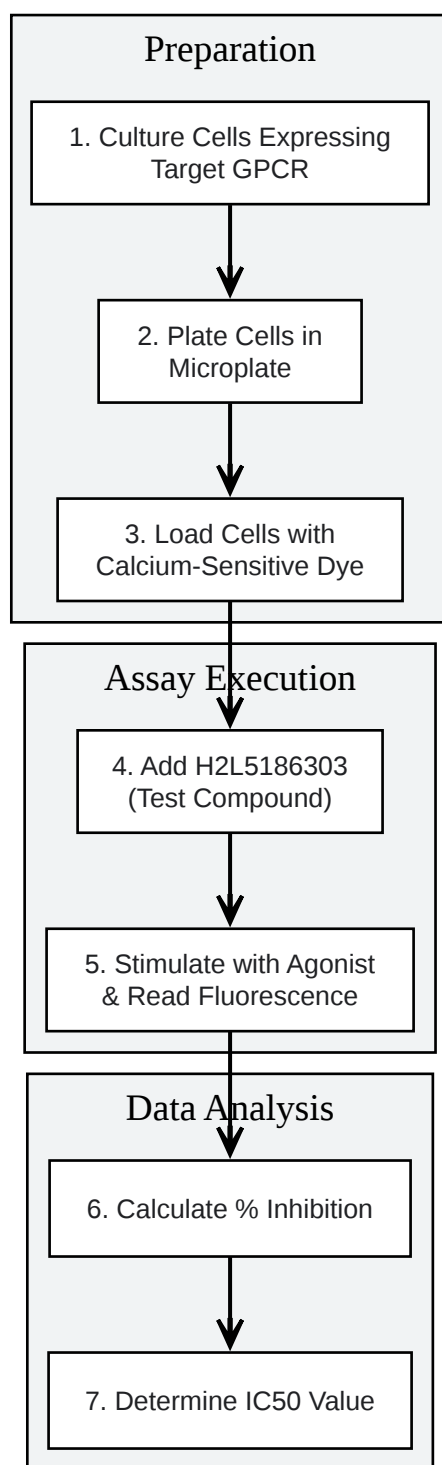 Preparation
1. Culture Cells Expressing
Target GPCR
2. Plate Cells in
Microplate
3. Load Cells with
Calcium-Sensitive Dye
Assay Execution
4. Add H2L5186303
(Test Compound)
5. Stimulate with Agonist
& Read Fluorescence
Data Analysis
6. Calculate % Inhibition
7. Determine IC50 Value